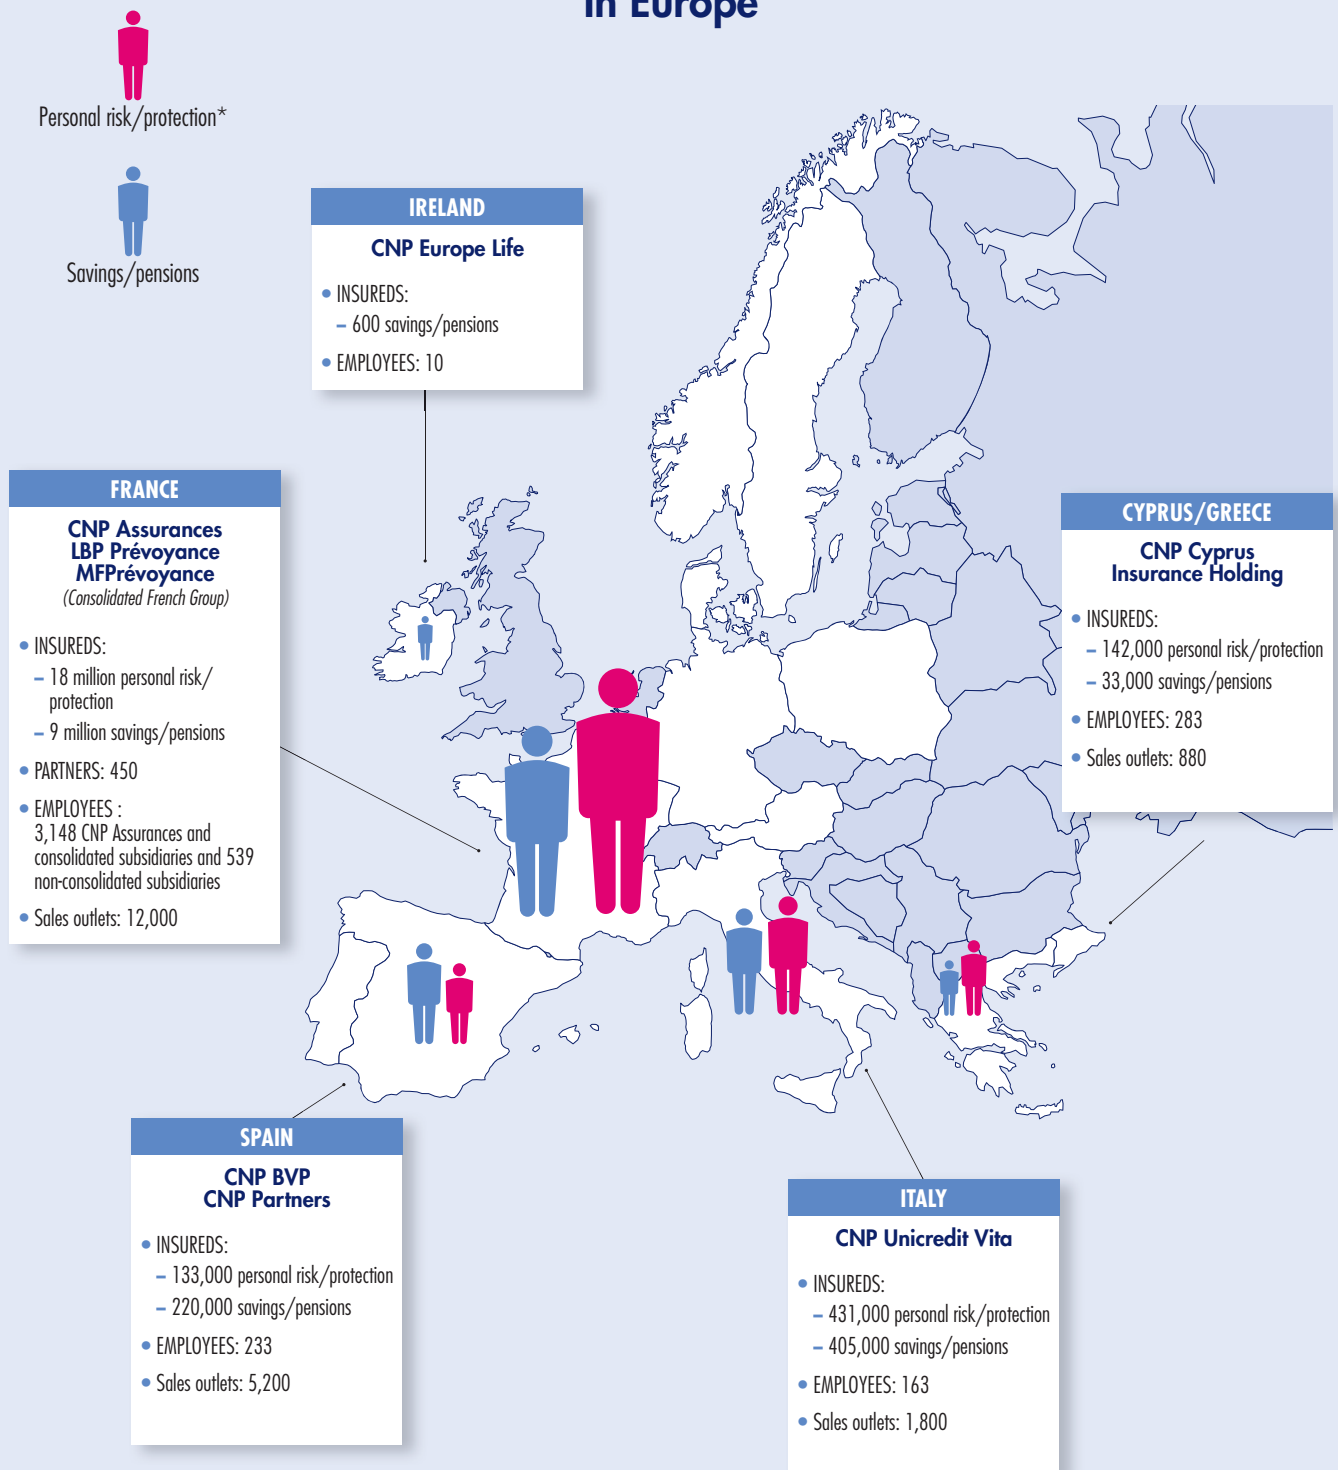 in Europe
Personal risk/protection*
Savings/pensions
IRELAND
CNP Europe Life
• INSUREDS:
– 600 savings/pensions
• EMPLOYEES: 10
FRANCE
CNP Assurances
LBP Prévoyance
MFPrévoyance
(Consolidated French Group)
• INSUREDS:
– 18 million personal risk/
protection
– 9 million savings/pensions
• PARTNERS: 450
• EMPLOYEES :
3,148 CNP Assurances and
consolidated subsidiaries and 539
non-consolidated subsidiaries
• Sales outlets: 12,000
CYPRUS/GREECE
CNP Cyprus
Insurance Holding
• INSUREDS:
– 142,000 personal risk/protection
– 33,000 savings/pensions
• EMPLOYEES: 283
• Sales outlets: 880
SPAIN
CNP BVP
CNP Partners
• INSUREDS:
– 133,000 personal risk/protection
– 220,000 savings/pensions
• EMPLOYEES: 233
• Sales outlets: 5,200
ITALY
CNP Unicredit Vita
• INSUREDS:
– 431,000 personal risk/protection
– 405,000 savings/pensions
• EMPLOYEES: 163
• Sales outlets: 1,800